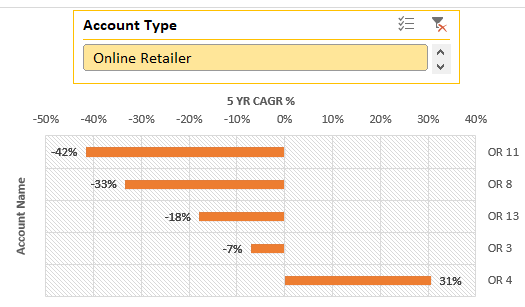 Account Type
Online Retailer
5 YR CAGR %
-50% -40% -30% -20% -10% 0% 10% 20% 30% 40%
-42% OR 11
-33% OR 8
-18% OR 13
-7% OR 3
31% OR 4
Account Name